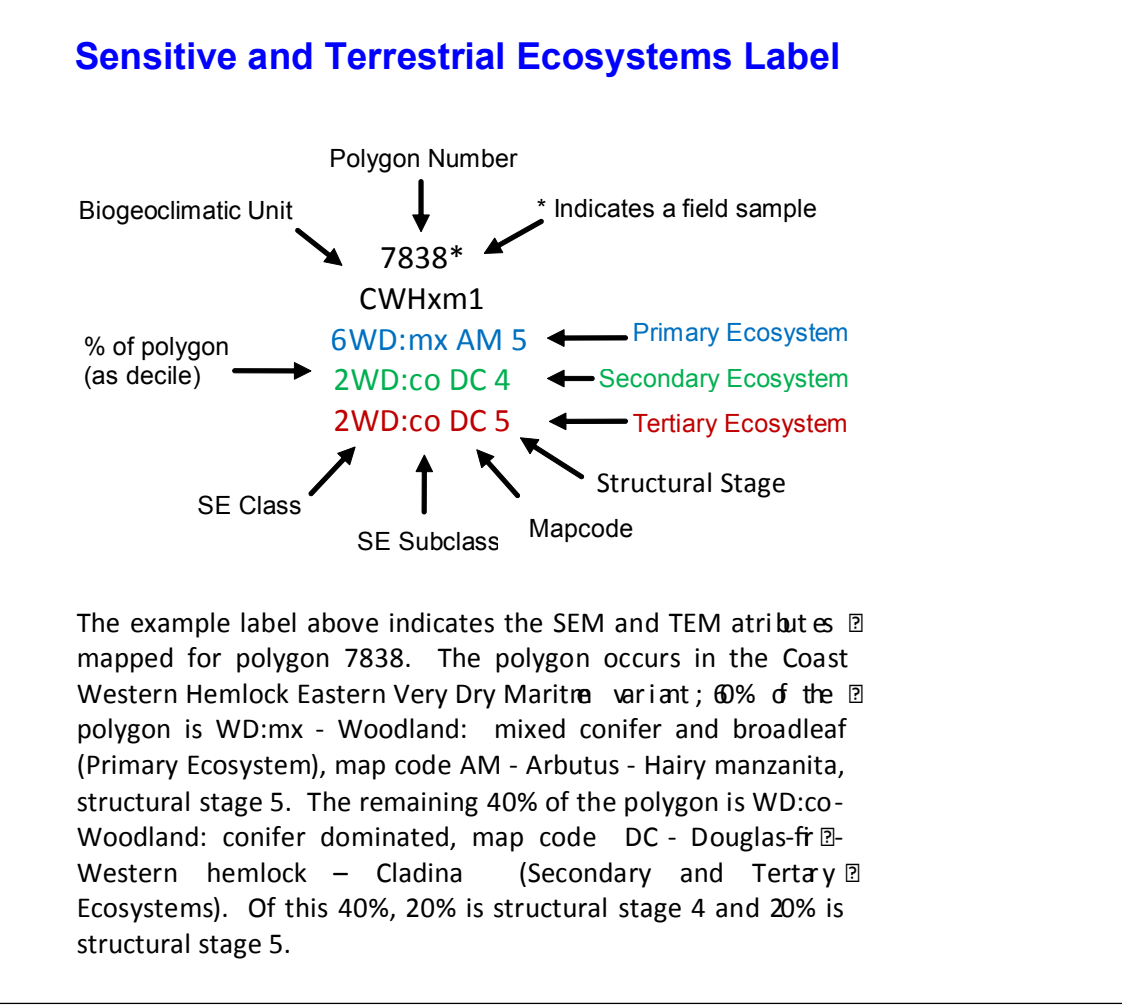 Sensitive and Terrestrial Ecosystems Label
Polygon Number
Biogeoclimatic Unit
* Indicates a field sample
7838*
CWHxm1
6WD:mx AM 5
Primary Ecosystem
% of polygon
(as decile)
2WD:co DC 4
Secondary Ecosystem
2WD:co DC 5
Tertiary Ecosystem
Structural Stage
SE Class
Mapcode
SE Subclass
The example label above indicates the SEM and TEM atributes
mapped for polygon 7838. The polygon occurs in the Coast
Western Hemlock Eastern Very Dry Maritme variant; 60% of the
polygon is WD:mx - Woodland: mixed conifer and broadleaf
(Primary Ecosystem), map code AM - Arbutus - Hairy manzanita,
structural stage 5. The remaining 40% of the polygon is WD:co-
Woodland: conifer dominated, map code DC - Douglas-fir -
Western hemlock – Cladina (Secondary and Tertary
Ecosystems). Of this 40%, 20% is structural stage 4 and 20% is
structural stage 5.